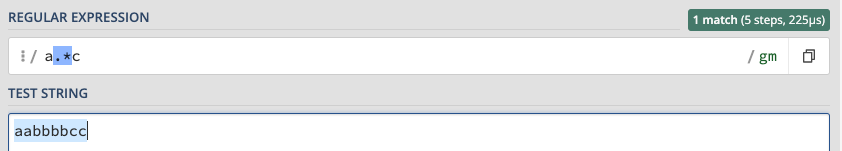 REGULAR EXPRESSION
1 match (5 steps, 225μs)
/ a.*c / gm
TEST STRING
aabbbbcc